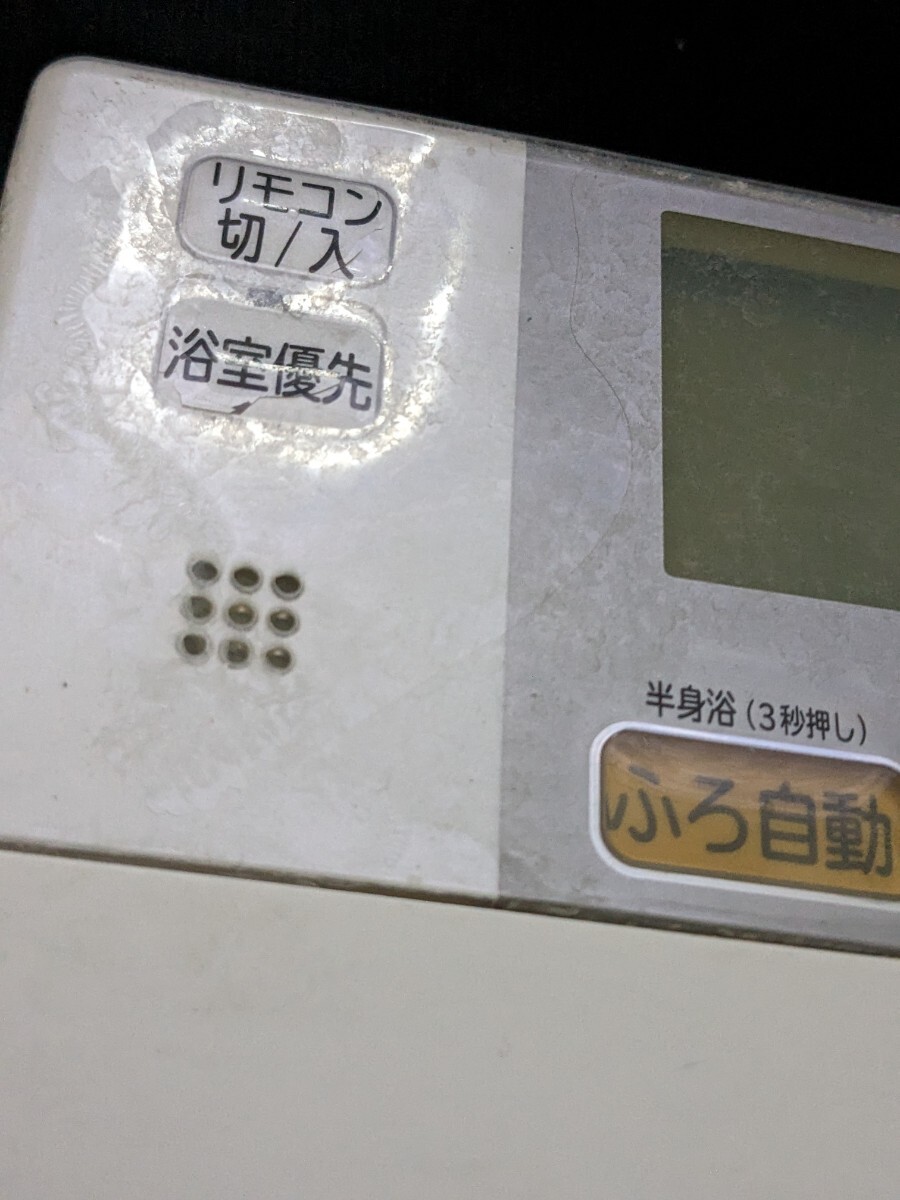 リモコン
切/入
浴室優先
半身浴(3秒押し)
ふろ自動